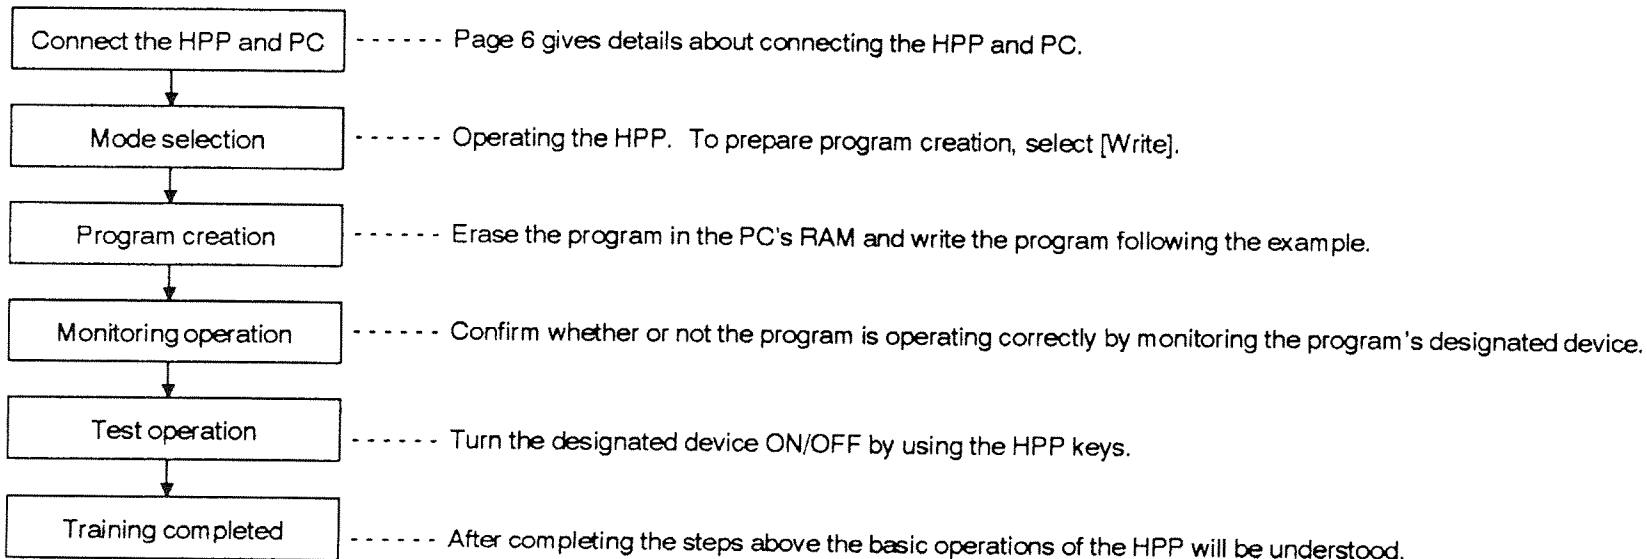 Connect the HPP and PC ------ Page 6 gives details about connecting the HPP and PC.
Mode selection ------ Operating the HPP. To prepare program creation, select [Write].
Program creation ------ Erase the program in the PC's RAM and write the program following the example.
Monitoring operation ------ Confirm whether or not the program is operating correctly by monitoring the program's designated device.
Test operation ------ Turn the designated device ON/OFF by using the HPP keys.
Training completed ------ After completing the steps above the basic operations of the HPP will be understood.